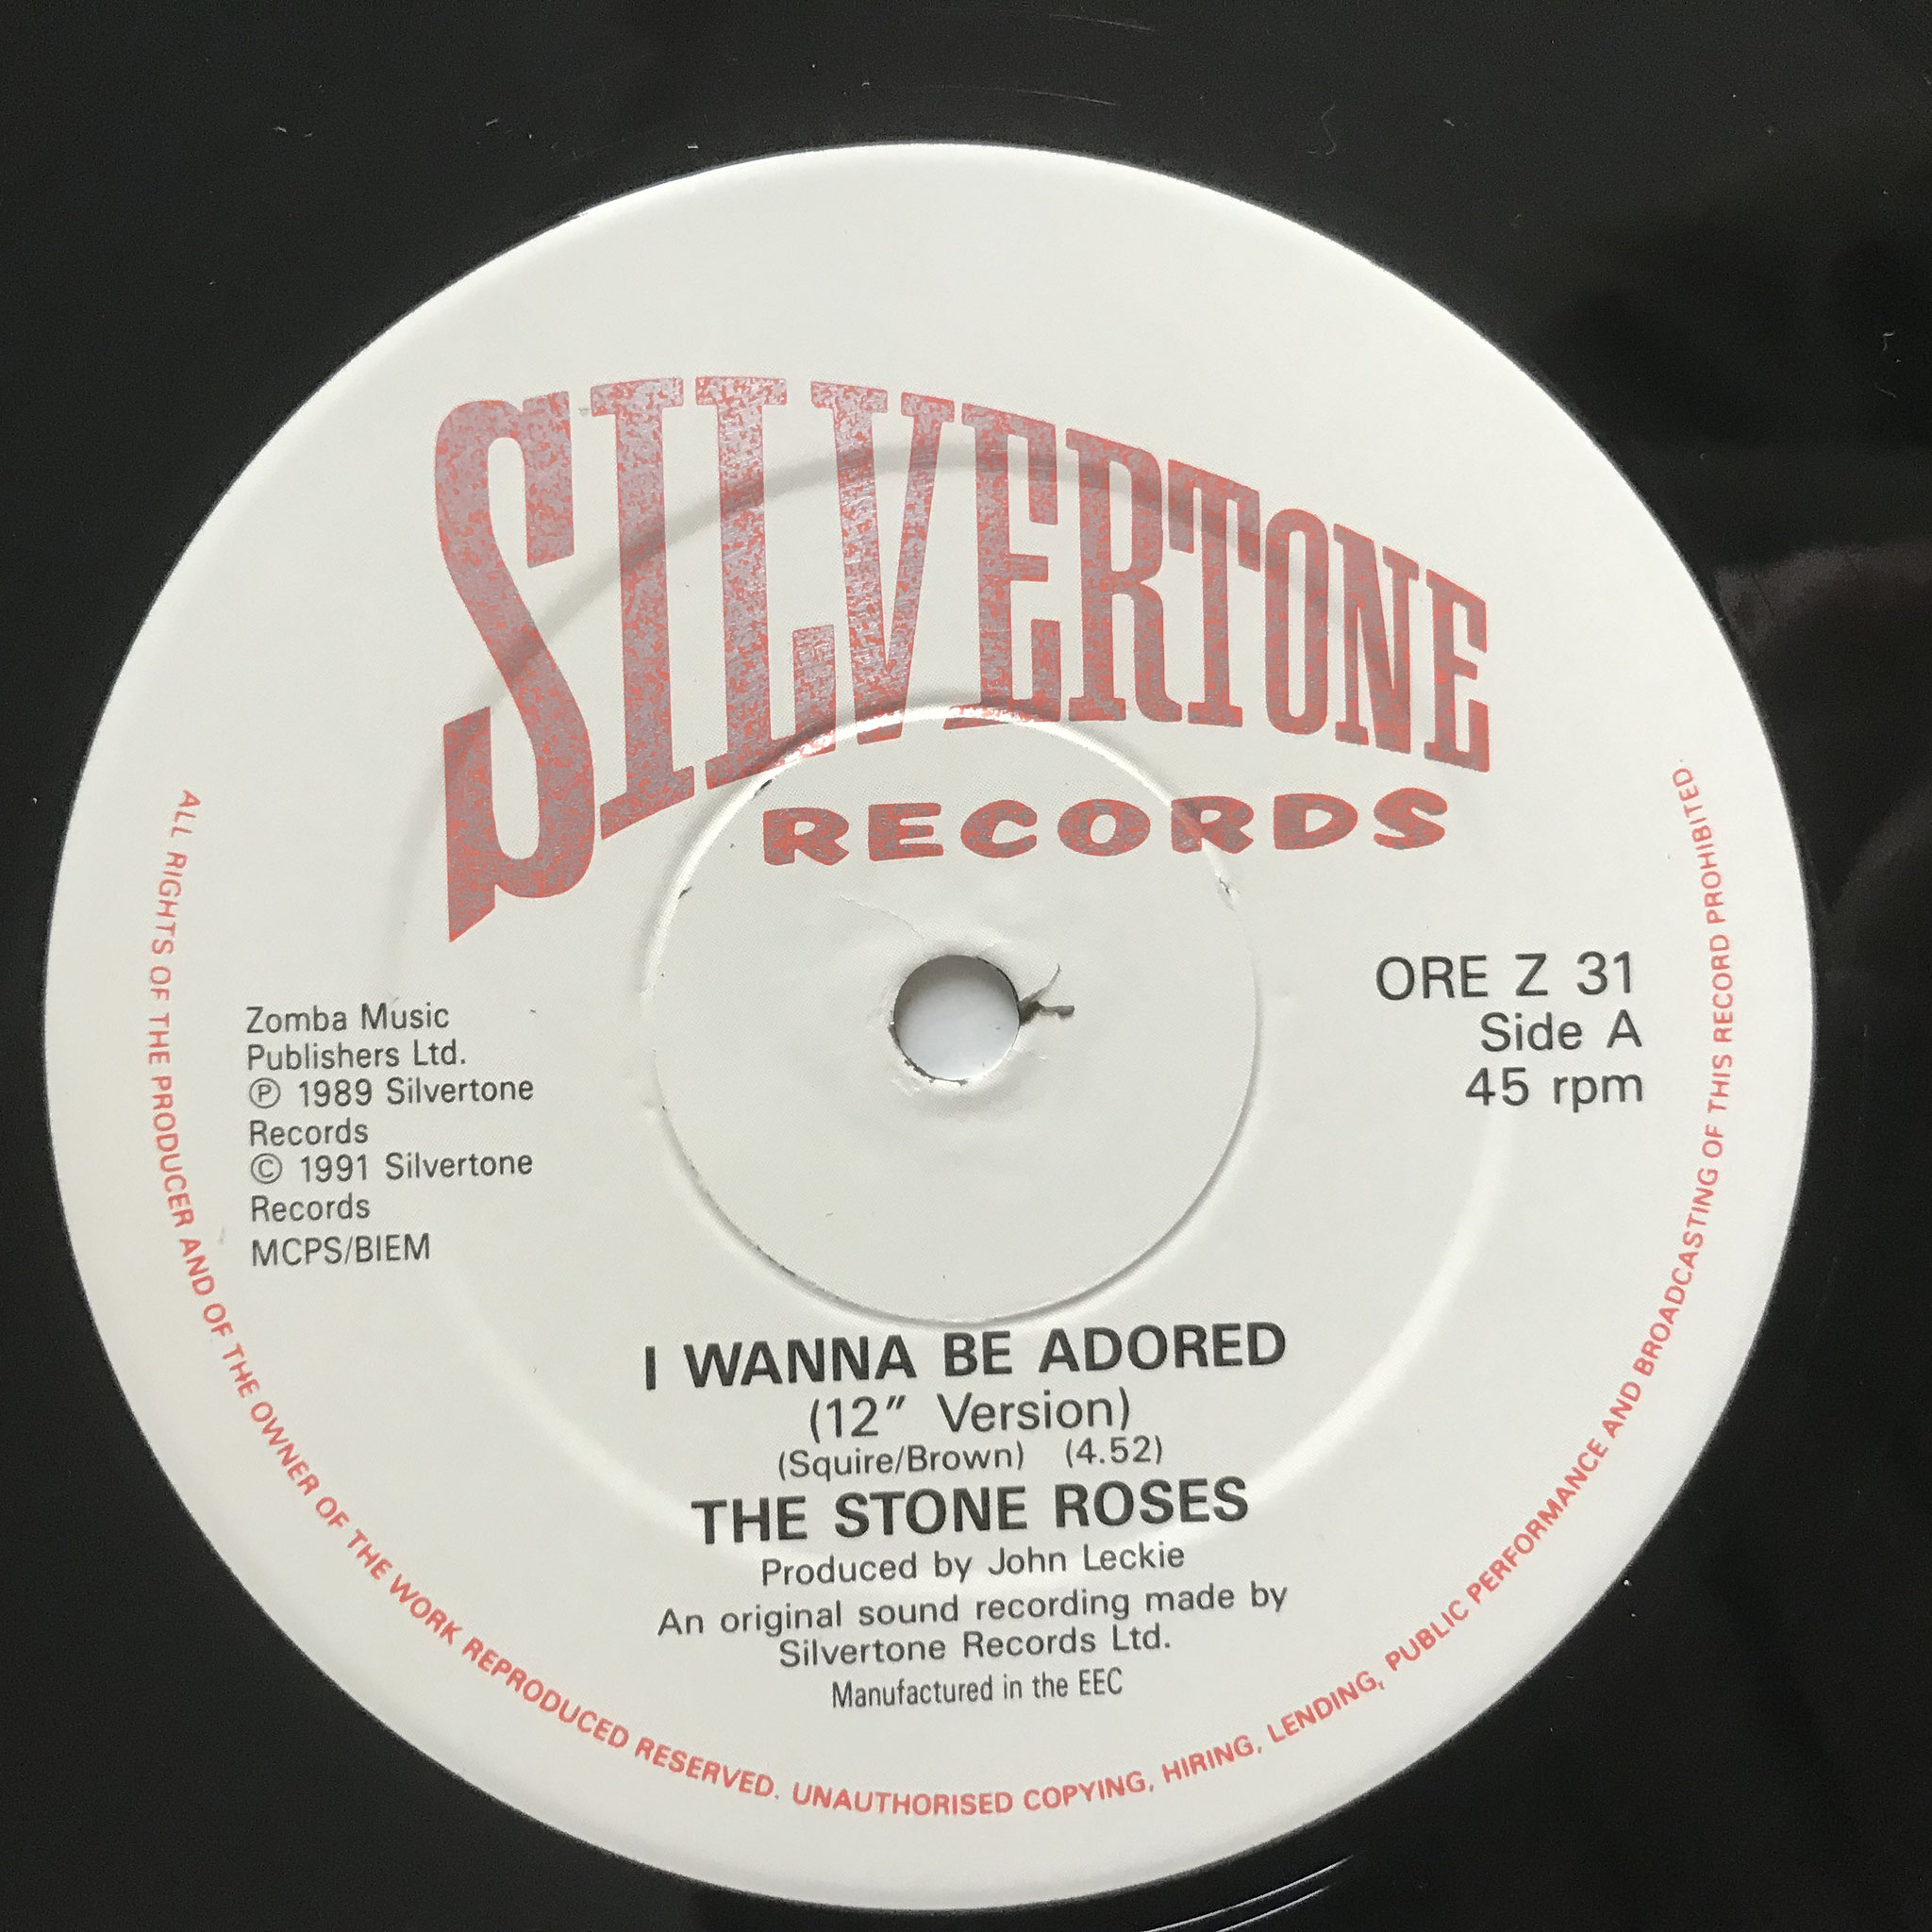 SILVERTONE
RECORDS
ORE Z 31
Side A
45 rpm
Zomba Music
Publishers Ltd.
Ⓟ 1989 Silvertone
Records
© 1991 Silvertone
Records
MCPS/BIEM
I WANNA BE ADORED
(12" Version)
(Squire/Brown) (4.52)
THE STONE ROSES
Produced by John Leckie
An original sound recording made by
Silvertone Records Ltd.
Manufactured in the EEC
ALL RIGHTS OF THE PRODUCER AND OF THE OWNER OF THE WORK REPRODUCED RESERVED. UNAUTHORISED COPYING, HIRING, LENDING, PUBLIC PERFORMANCE AND BROADCASTING OF THIS RECORD PROHIBITED.